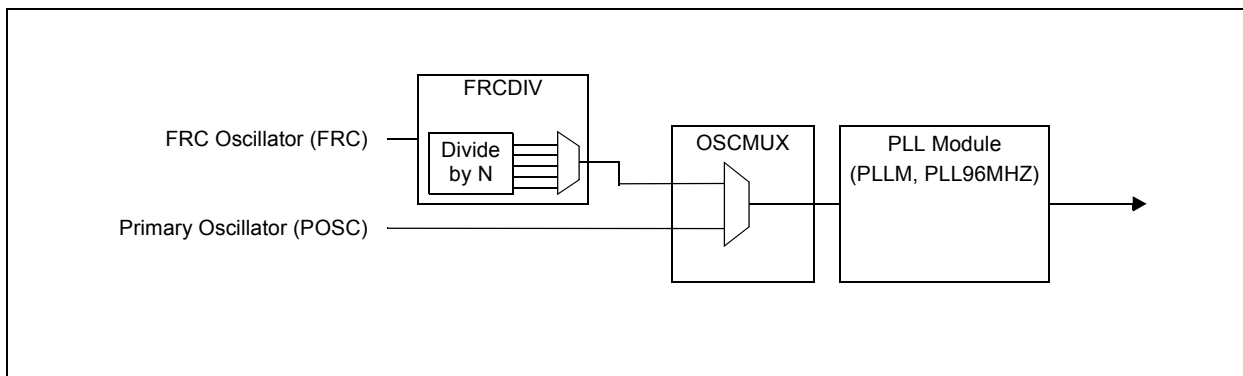 FRCDIV
FRC Oscillator (FRC)
Divide
by N
OSCMUX
PLL Module
(PLLM, PLL96MHZ)
Primary Oscillator (POSC)